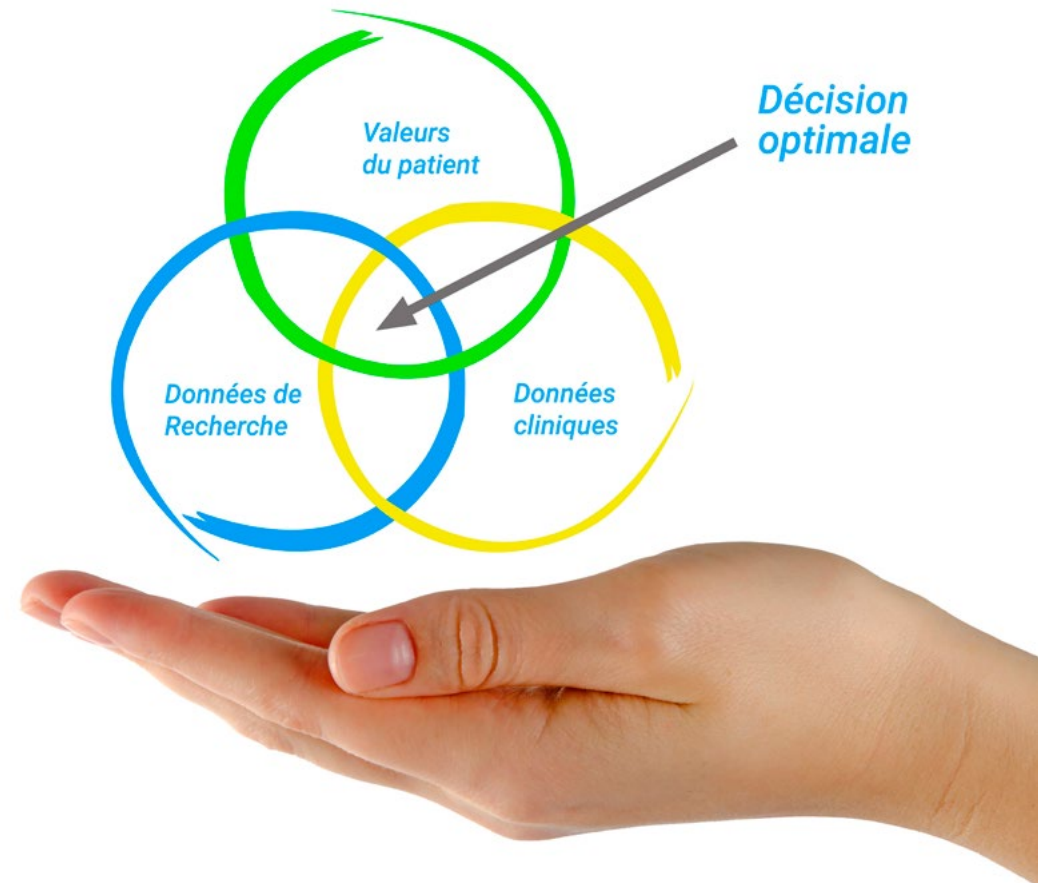 Valeurs
du patient
Décision
optimale
Données de
Recherche
Données
cliniques